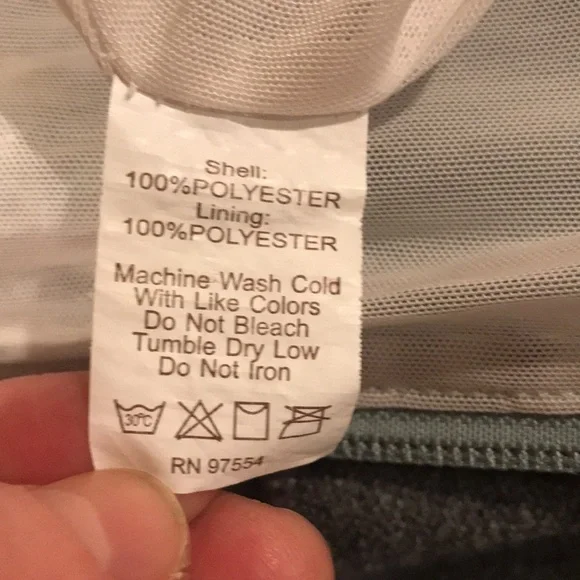 Shell:
100%POLYESTER
Lining:
100%POLYESTER
Machine Wash Cold
With Like Colors
Do Not Bleach
Tumble Dry Low
Do Not Iron
30°C
RN 97554